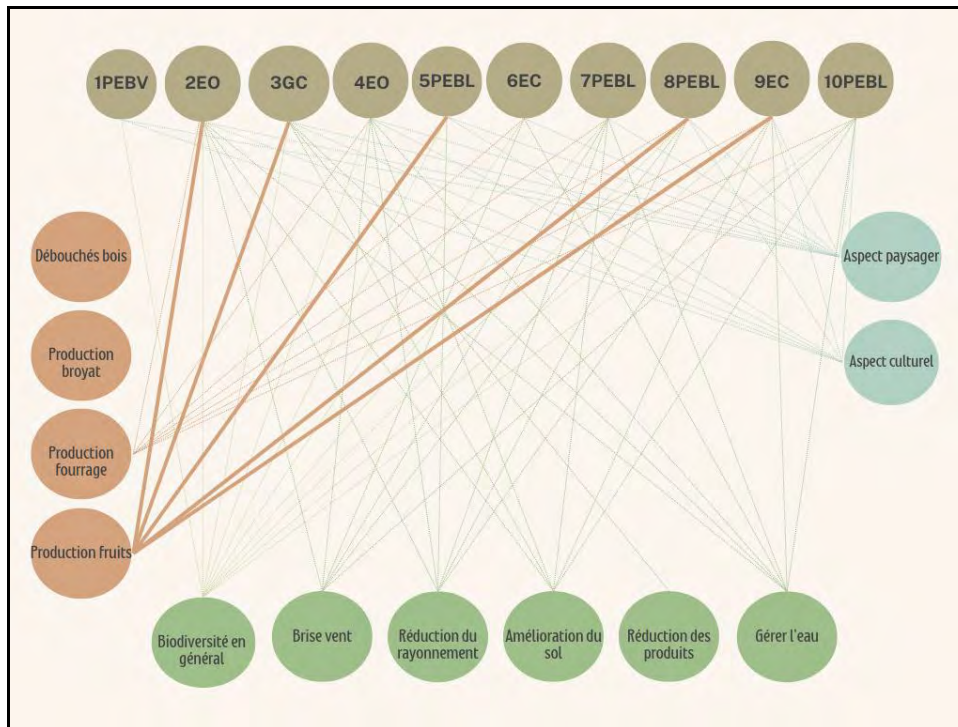 1PEBV
2EO
3GC
4EO
5PEBL
6EC
7PEBL
8PEBL
9EC
10PEBL
Débouchés bois
Production
broyat
Production
fourrage
Production fruits
Aspect paysager
Aspect culturel
Biodiversité en
général
Brise vent
Réduction du
rayonnement
Amélioration du
sol
Réduction des
produits
Gérer l'eau